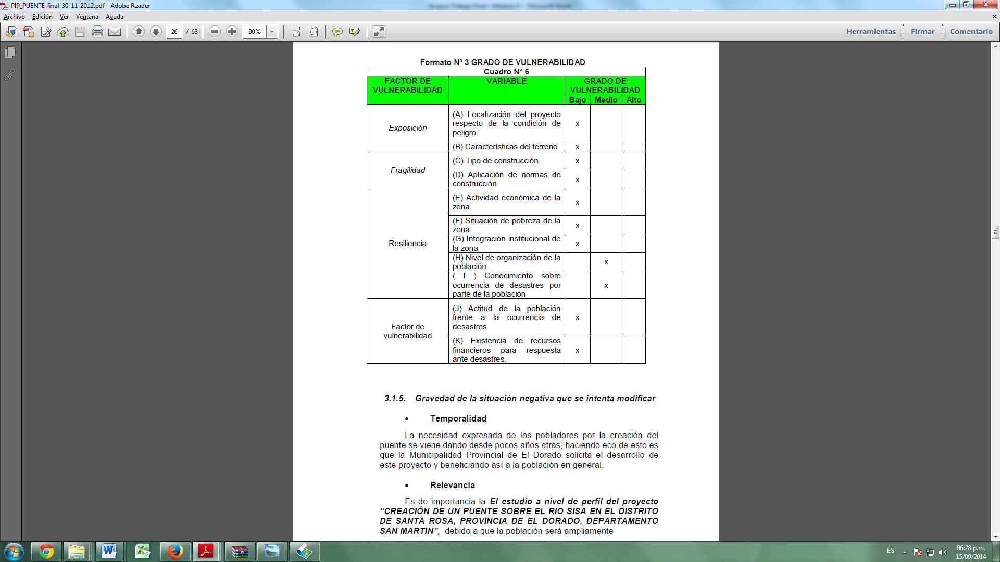 PIP_PUENTE-final-30-11-2012.pdf - Adobe Reader
Archivo Edición Ver Ventana Ayuda
26 / 68 90% Herramientas Firmar Comentario
Formato Nº 3 GRADO DE VULNERABILIDAD
Cuadro N° 6
FACTOR DE VULNERABILIDAD VARIABLE GRADO DE VULNERABILIDAD
Bajo Medio Alto
Exposición
(A) Localización del proyecto
respecto de la condición de x
peligro.
(B) Características del terreno x
Fragilidad
(C) Tipo de construcción x
(D) Aplicación de normas de
construcción x
Resiliencia
(E) Actividad económica de la
zona x
(F) Situación de pobreza de la
zona x
(G) Integración institucional de
la zona x
(H) Nivel de organización de la
población x
( I ) Conocimiento sobre
ocurrencia de desastres por x
parte de la población
Factor de
vulnerabilidad
(J) Actitud de la población
frente a la ocurrencia de x
desastres
(K) Existencia de recursos
financieros para respuesta x
ante desastres.
3.1.5. Gravedad de la situación negativa que se intenta modificar
• Temporalidad
La necesidad expresada de los pobladores por la creación del
puente se viene dando desde pocos años atrás, haciendo eco de esto es
que la Municipalidad Provincial de El Dorado solicita el desarrollo de
este proyecto y beneficiando así a la población en general.
• Relevancia
Es de importancia la El estudio a nivel de perfil del proyecto
“CREACIÓN DE UN PUENTE SOBRE EL RIO SISA EN EL DISTRITO
DE SANTA ROSA, PROVINCIA DE EL DORADO, DEPARTAMENTO
SAN MARTIN”, debido a que la población será ampliamente
ES
06:28 p.m.
15/09/2014